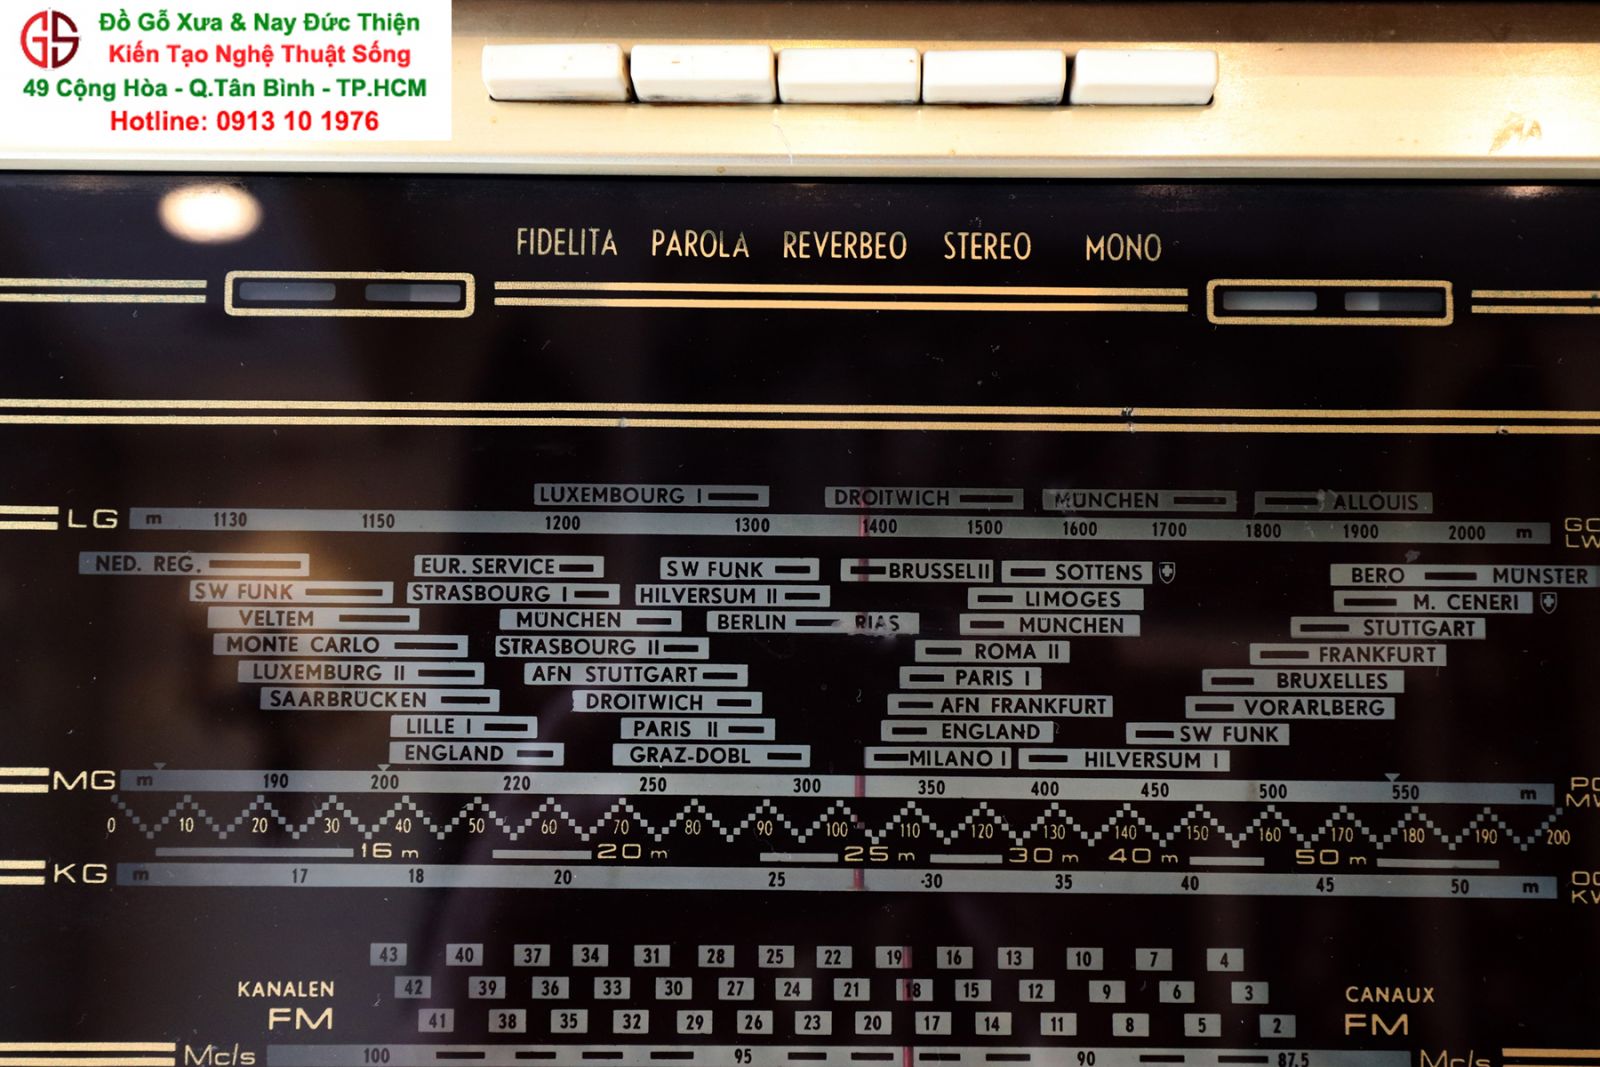 GS
Đồ Gỗ Xưa & Nay Đức Thiện
Kiến Tạo Nghệ Thuật Sống
49 Cộng Hòa - Q.Tân Bình - TP.HCM
Hotline: 0913 10 1976
FIDELITA PAROLA REVERBEO STEREO MONO
LUXEMBOURG I DROITWICH MÜNCHEN ALLOUIS
LG m 1130 1150 1200 1300 1400 1500 1600 1700 1800 1900 2000 m
NED. REG. EUR. SERVICE SW FUNK BRUSSEL II SOTTENS BERO MÜNSTER
SW FUNK STRASBOURG I HILVERSUM II LIMOGES M. CENERI
VELTEM MÜNCHEN BERLIN RIAS MÜNCHEN STUTTGART
MONTE CARLO STRASBOURG II ROMA II FRANKFURT
LUXEMBURG II AFN STUTTGART PARIS I BRUXELLES
SAARBRÜCKEN DROITWICH AFN FRANKFURT VORARLBERG
LILLE I PARIS II ENGLAND SW FUNK
ENGLAND GRAZ-DOBL MILANO I HILVERSUM I
MG m 190 200 220 250 300 350 400 450 500 550 m
0 10 20 30 40 50 60 70 80 90 100 110 120 130 140 150 160 170 180 190 200
16 m 20 m 25 m 30 m 40 m 50 m
KG m 17 18 20 25 30 35 40 45 50 m
43 40 37 34 31 28 25 22 19 16 13 10 7 4
KANALEN 42 39 36 33 30 27 24 21 18 15 12 9 6 3 CANAUX
FM 41 38 35 32 29 26 23 20 17 14 11 8 5 2 FM
Mc/s 100 95 90 87.5 Mc/s